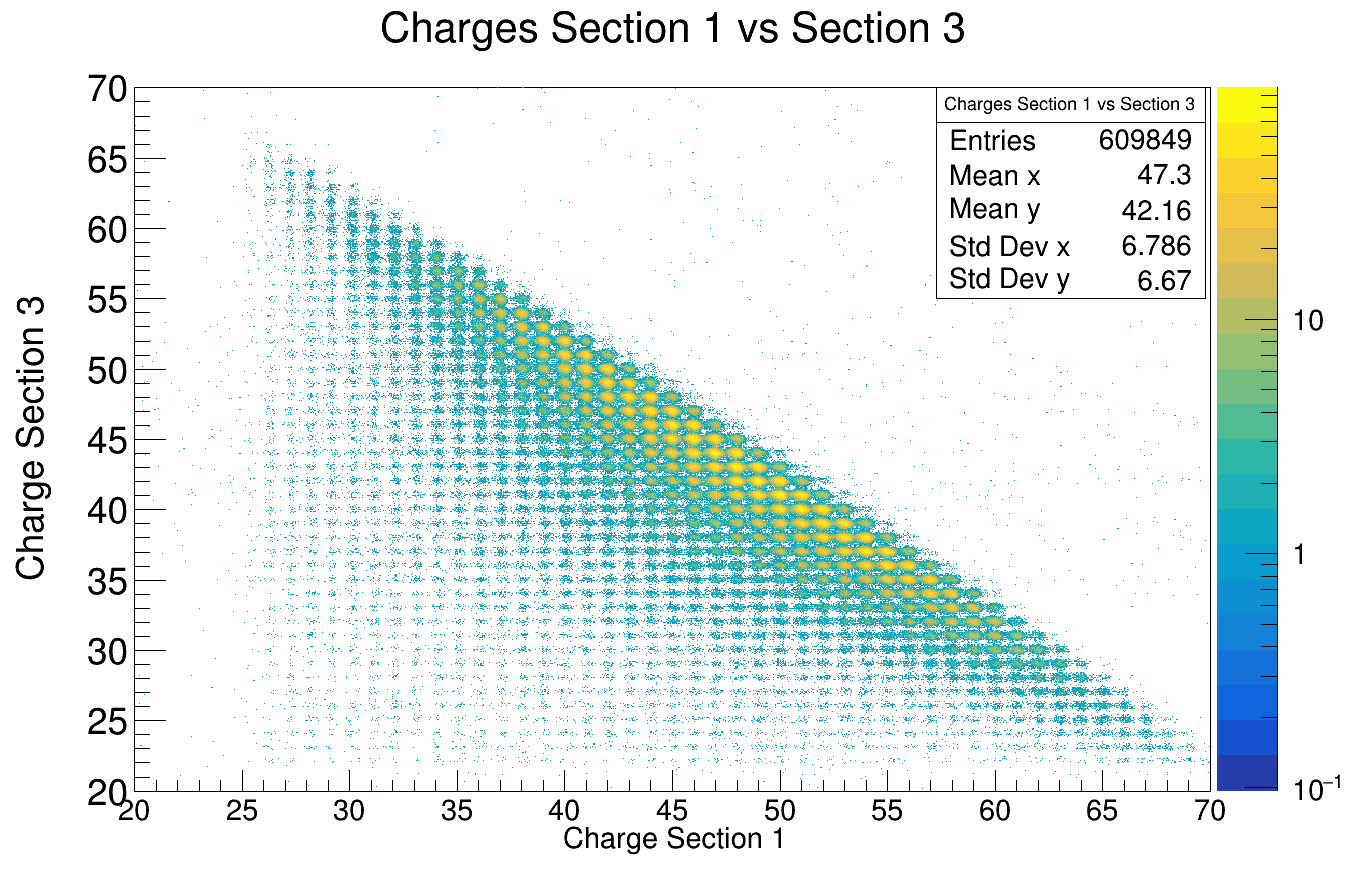 Charges Section 1 vs Section 3
Charge Section 3
70
65
60
55
50
45
40
35
30
25
20
Charges Section 1 vs Section 3
Entries 609849
Mean x 47.3
Mean y 42.16
Std Dev x 6.786
Std Dev y 6.67
10
1
10⁻¹
20 25 30 35 40 45 50 55 60 65 70
Charge Section 1